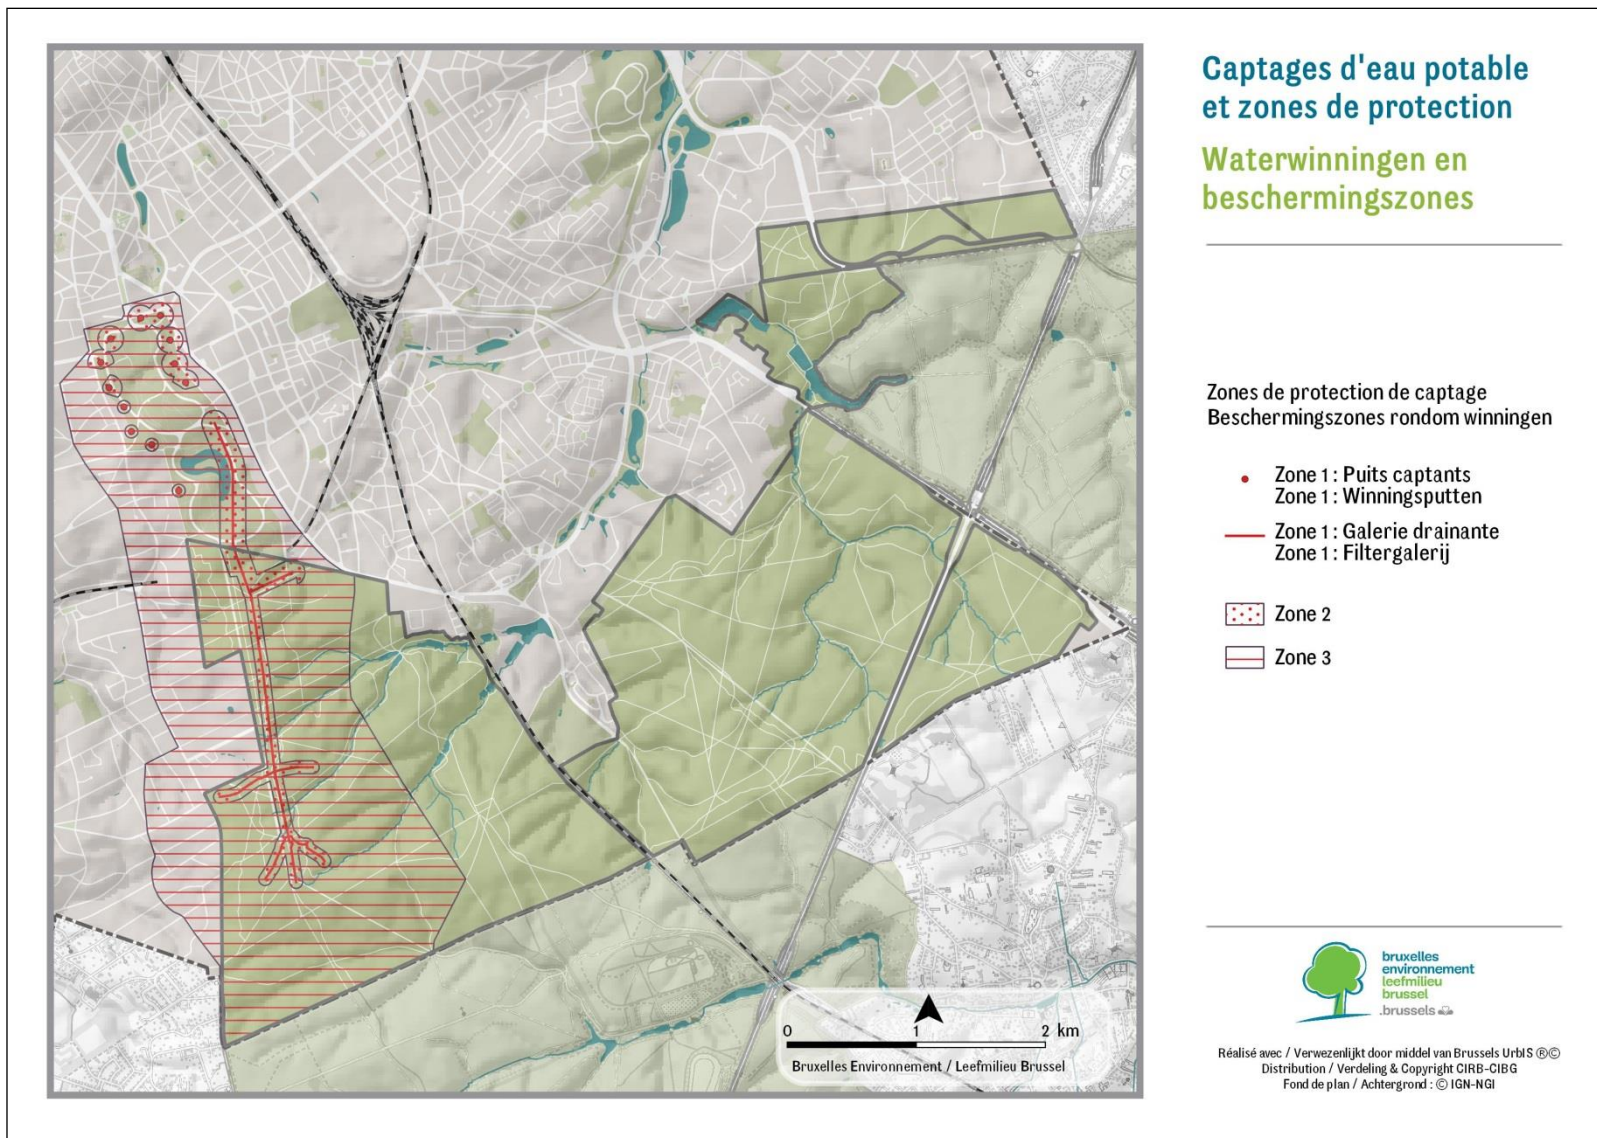 Captages d'eau potable
et zones de protection
Waterwinningen en
beschermingszones
Zones de protection de captage
Beschermingszones rondom winningen
Zone 1 : Puits captants
Zone 1 : Winningsputten
Zone 1 : Galerie drainante
Zone 1 : Filtergalerij
Zone 2
Zone 3
0 1 2 km
Bruxelles Environnement / Leefmilieu Brussel
bruxelles
environnement
leefmilieu
brussel
.brussels
Réalisé avec / Verwezenlijkt door middel van Brussels UrbIS ®©
Distribution / Verdeling & Copyright CIRB-CIBG
Fond de plan / Achtergrond : © IGN-NGI